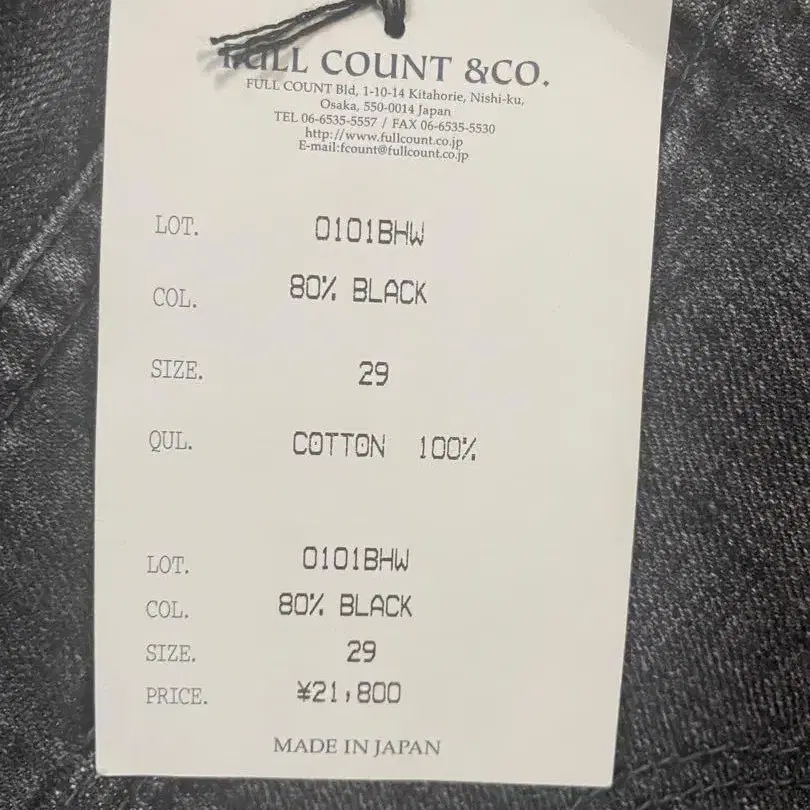 FULL COUNT &CO.
FULL COUNT Bld, 1-10-14 Kitahorie, Nishi-ku,
Osaka, 550-0014 Japan
TEL 06-6535-5557 / FAX 06-6535-5530
http://www.fullcount.co.jp
E-mail:fcount@fullcount.co.jp
LOT. 0101BHW
COL. 80% BLACK
SIZE. 29
QUL. COTTON 100%
LOT. 0101BHW
COL. 80% BLACK
SIZE. 29
PRICE. ¥21,800
MADE IN JAPAN